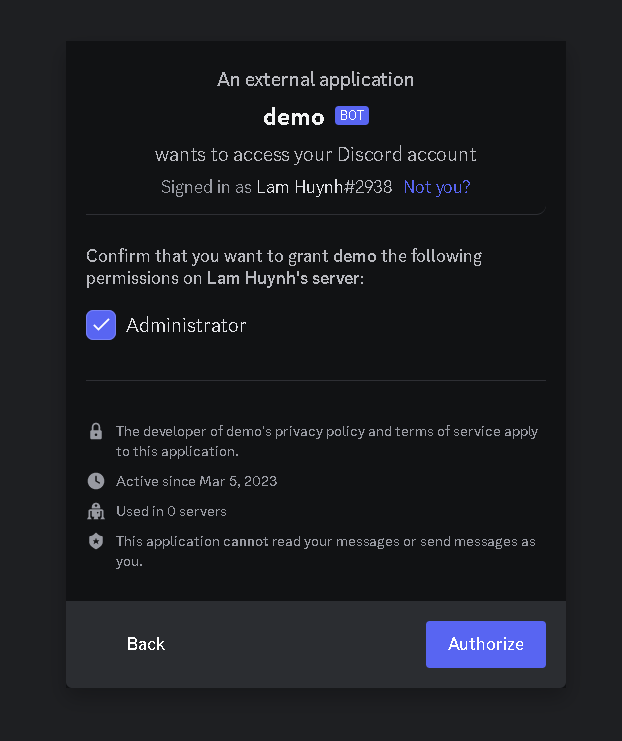 An external application
demo BOT
wants to access your Discord account
Signed in as Lam Huynh#2938 Not you?
Confirm that you want to grant demo the following
permissions on Lam Huynh's server:
Administrator
The developer of demo's privacy policy and terms of service apply
to this application.
Active since Mar 5, 2023
Used in 0 servers
This application cannot read your messages or send messages as
you.
Back Authorize